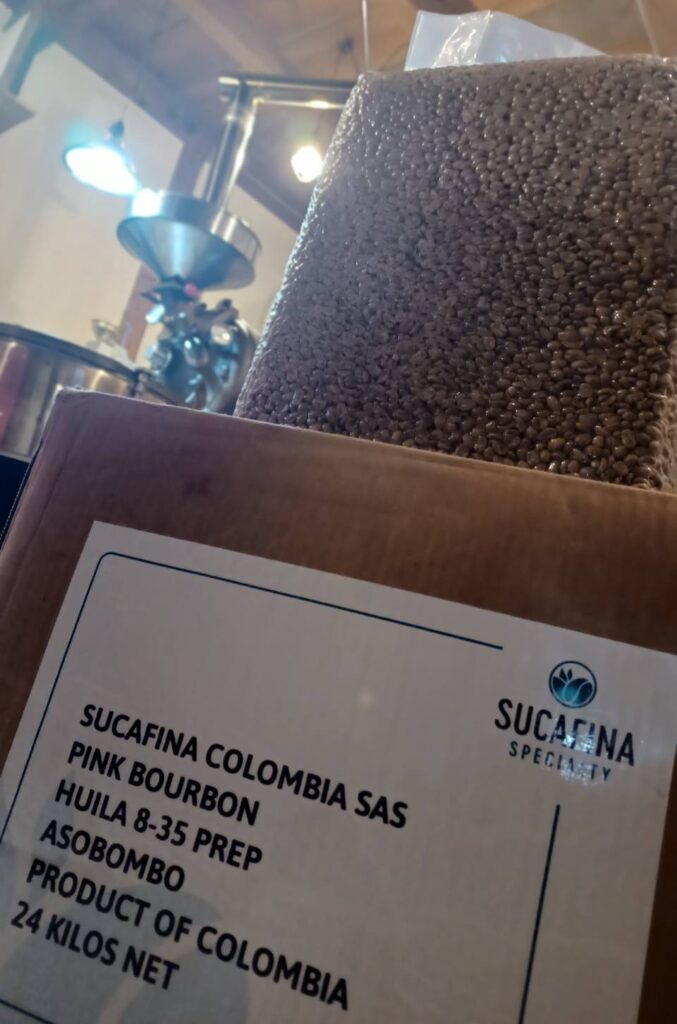 SUCAFINA
SPECIALTY
SUCAFINA COLOMBIA SAS
PINK BOURBON
HUILA 8-35 PREP
ASOBOMBO
PRODUCT OF COLOMBIA
24 KILOS NET